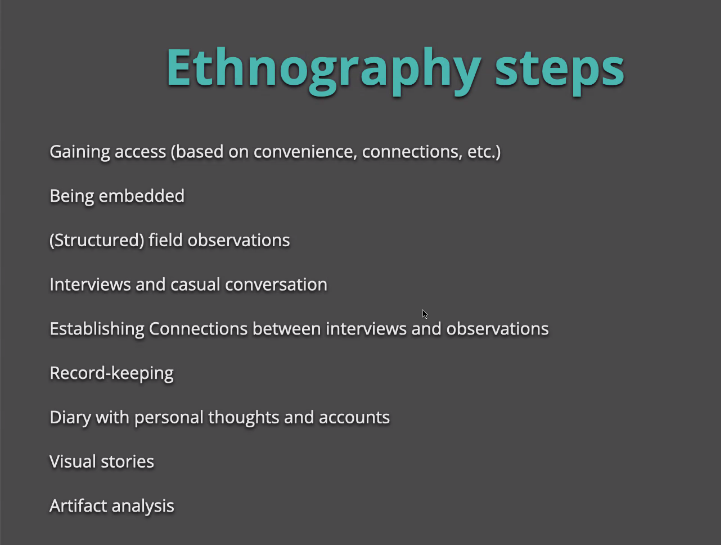 Ethnography steps
Gaining access (based on convenience, connections, etc.)
Being embedded
(Structured) field observations
Interviews and casual conversation
Establishing Connections between interviews and observations
Record-keeping
Diary with personal thoughts and accounts
Visual stories
Artifact analysis